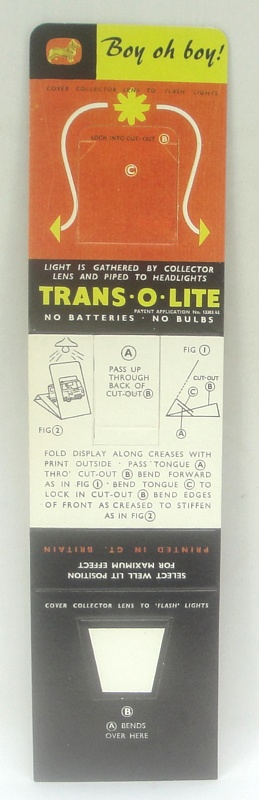 Boy oh boy!
COVER COLLECTOR LENS TO 'FLASH' LIGHTS
LOCK INTO CUT-OUT B
C
LIGHT IS GATHERED BY COLLECTOR
LENS AND PIPED TO HEADLIGHTS
TRANS·O·LITE
PATENT APPLICATION No. 13303/62
NO BATTERIES · NO BULBS
A
PASS UP
THROUGH
BACK OF
CUT-OUT B
FIG 1
CUT-OUT
B
C
A
FIG 2
FOLD DISPLAY ALONG CREASES WITH
PRINT OUTSIDE · PASS TONGUE A
THRO' CUT-OUT B BEND FORWARD
AS IN FIG 1 · BEND TONGUE C TO
LOCK IN CUT-OUT B BEND EDGES
OF FRONT AS CREASED TO STIFFEN
AS IN FIG 2
PRINTED IN GT. BRITAIN
SELECT WELL LIT POSITION
FOR MAXIMUM EFFECT
COVER COLLECTOR LENS TO 'FLASH' LIGHTS
B
A BENDS
OVER HERE